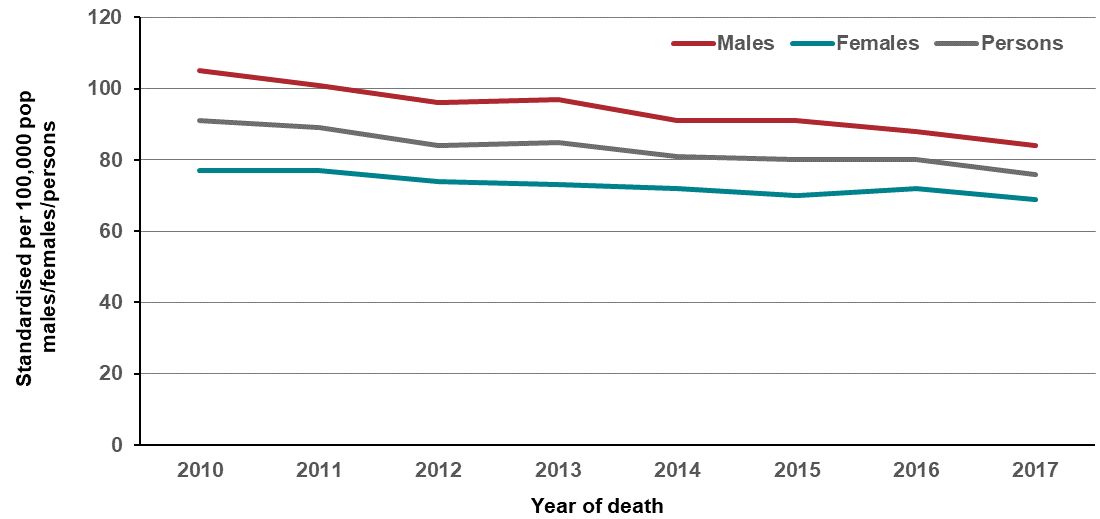 120
Males Females Persons
100
80
60
40
20
0
Standardised per 100,000 pop
males/females/persons
2010 2011 2012 2013 2014 2015 2016 2017
Year of death